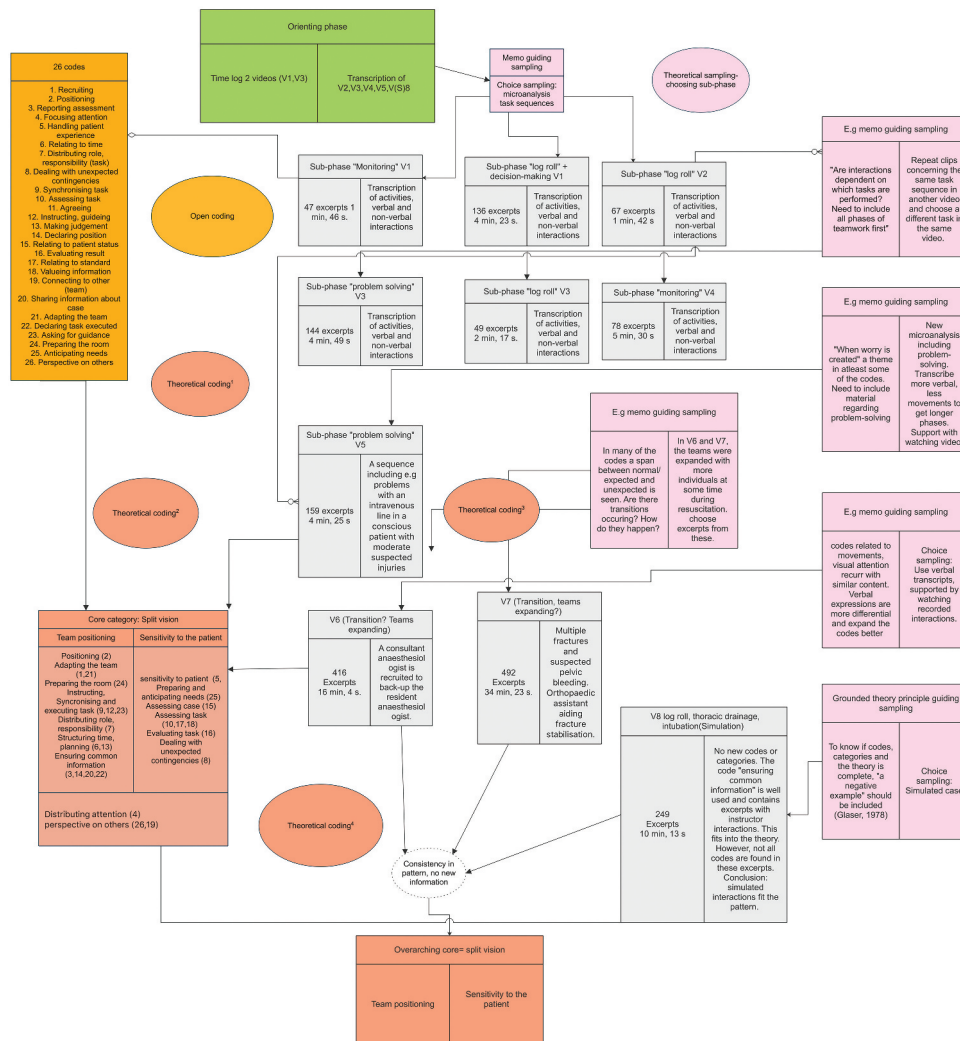 Orienting phase
Time log 2 videos (V1,V3)
Transcription of
V2,V3,V4,V5,V(S)8
Memo guiding
sampling
Choice sampling:
microanalysis
task sequences
Theoretical sampling-
choosing sub-phase
26 codes
1. Recruiting
2. Positioning
3. Reporting assessment
4. Focusing attention
5. Handling patient
experience
6. Relating to time
7. Distributing role,
responsibility (task)
8. Dealing with unexpected
contingencies
9. Synchronising task
10. Assessing task
11. Agreeing
12. Instructing, guideing
13. Making judgement
14. Declaring position
15. Relating to patient status
16. Evaluating result
17. Relating to standard
18. Valueing information
19. Connecting to other
(team)
20. Sharing information about
case
21. Adapting the team
22. Declaring task executed
23. Asking for guidance
24. Preparing the room
25. Anticipating needs
26. Perspective on others
Open coding
Sub-phase "Monitoring" V1
47 excerpts 1
min, 46 s.
Transcription
of activities,
verbal and
non-verbal
interactions
Sub-phase "log roll" +
decision-making V1
136 excerpts
4 min, 23 s.
Transcription
of activities,
verbal and
non-verbal
interactions
Sub-phase "log roll" V2
67 excerpts
1 min, 42 s
Transcription
of activities,
verbal and
non-verbal
interactions
E.g memo guiding sampling
"Are interactions
dependent on
which tasks are
performed?
Need to include
all phases of
teamwork first"
Repeat clips
concerning the
same task
sequence in
another video
and choose a
different task in
the same
video.
Sub-phase "problem solving"
V3
144 excerpts
4 min, 49 s
Transcription
of activities,
verbal and
non-verbal
interactions
Sub-phase "log roll" V3
49 excerpts
2 min, 17 s.
Transcription
of activities,
verbal and
non-verbal
interactions
Sub-phase "monitoring" V4
78 excerpts
5 min, 30 s
Transcription
of activities,
verbal and
non-verbal
interactions
E.g memo guiding sampling
"When worry is
created" a theme
in atleast some
of the codes.
Need to include
material
regarding
problem-solving
New
microanalysis
including
problem-
solving.
Transcribe
more verbal,
less
movements to
get longer
phases.
Support with
watching video
Theoretical coding1
Sub-phase "problem solving"
V5
159 excerpts
4 min, 25 s
A sequence
including e.g
problems with
an
intravenous
line in a
conscious
patient with
moderate
suspected
injuries
E.g memo guiding sampling
In many of the
codes a span
between normal/
expected and
unexpected is
seen. Are there
transitions
occuring? How
do they happen?
In V6 and V7,
the teams were
expanded with
more
individuals at
some time
during
resuscitation.
choose
excerpts from
these.
Theoretical coding2
Theoretical coding3
E.g memo guiding sampling
codes related to
movements,
visual attention
recurr with
similar content.
Verbal
expressions are
more differential
and expand the
codes better
Choice
sampling:
Use verbal
transcripts,
supported by
watching
recorded
interactions.
Core category: Split vision
Team positioning
Positioning (2)
Adapting the team
(1,21)
Preparing the room (24)
Instructing,
Syncronising and
executing task (9,12,23)
Distributing role,
responsibility (7)
Structuring time,
planning (6,13)
Ensuring common
information
(3,14,20,22)
Sensitivity to the patient
sensitivity to patient (5,
Preparing and
anticipating needs (25)
Assessing case (15)
Assessing task
(10,17,18)
Evaluating task (16)
Dealing with
unexpected
contingencies (8)
Distributing attention (4)
perspective on others (26,19)
V6 (Transition? Teams
expanding)
416
Excerpts
16 min, 4 s.
A consultant
anaesthesiol
ogist is
recruited to
back-up the
resident
anaesthesiol
ogist.
V7 (Transition, teams
expanding?)
492
Excerpts
34 min, 23 s.
Multiple
fractures and
suspected
pelvic
bleeding.
Orthopaedic
assistant
aiding
fracture
stabilisation.
V8 log roll, thoracic drainage,
intubation(Simulation)
249
Excerpts
10 min, 13 s
No new codes or
categories. The
code "ensuring
common
information" is well
used and contains
excerpts with
instructor
interactions. This
fits into the theory.
However, not all
codes are found in
these excerpts.
Conclusion:
simulated
interactions fit the
pattern.
Grounded theory principle guiding
sampling
To know if codes,
categories and
the theory is
complete, "a
negative
example" should
be included
(Glaser, 1978)
Choice
sampling:
Simulated case
Theoretical coding4
Consistency in
pattern, no new
information
Overarching core= split vision
Team positioning
Sensitivity to the
patient